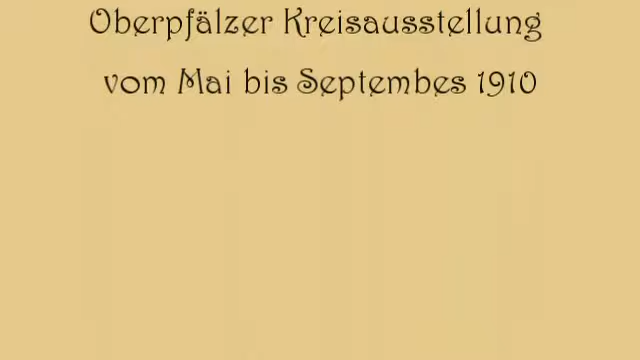 Oberpfälzer Kreisausstellung
vom Mai bis Septembes 1910